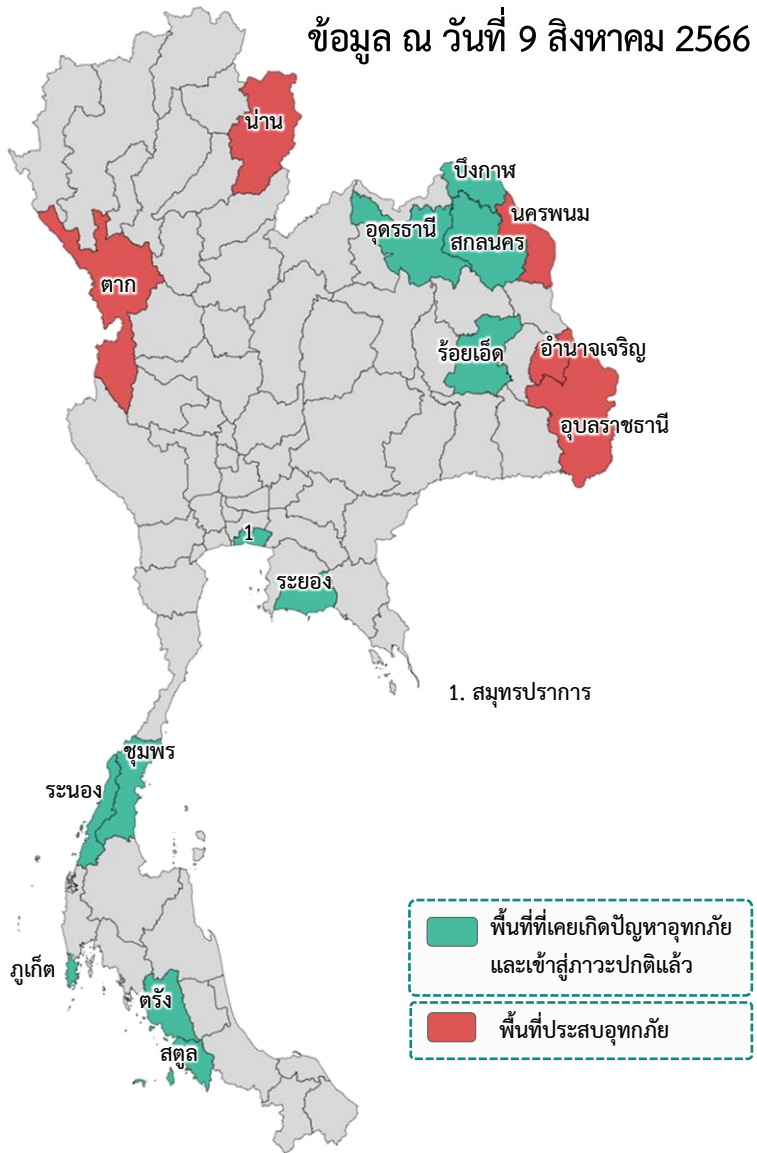 ข้อมูล ณ วันที่ 9 สิงหาคม 2566
น่าน
บึงกาฬ
นครพนม
อุดรธานี
สกลนคร
ตาก
ร้อยเอ็ด
อำนาจเจริญ
อุบลราชธานี
1
ระยอง
1. สมุทรปราการ
ชุมพร
ระนอง
ภูเก็ต
ตรัง
สตูล
พื้นที่ที่เคยเกิดปัญหาอุทกภัย
และเข้าสู่ภาวะปกติแล้ว
พื้นที่ประสบอุทกภัย